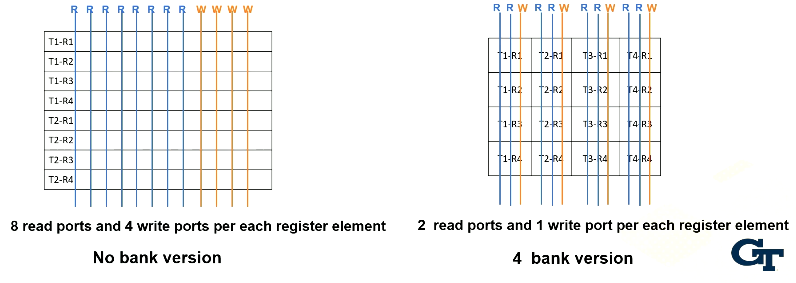 R R R R R R R R W W W W
T1-R1
T1-R2
T1-R3
T1-R4
T2-R1
T2-R2
T2-R3
T2-R4
8 read ports and 4 write ports per each register element
No bank version
R R W R R W R R W R R W
T1-R1 T2-R1 T3-R1 T4-R1
T1-R2 T2-R2 T3-R2 T4-R2
T1-R3 T2-R3 T3-R3 T4-R3
T1-R4 T2-R4 T3-R4 T4-R4
2 read ports and 1 write port per each register element
4 bank version
GT